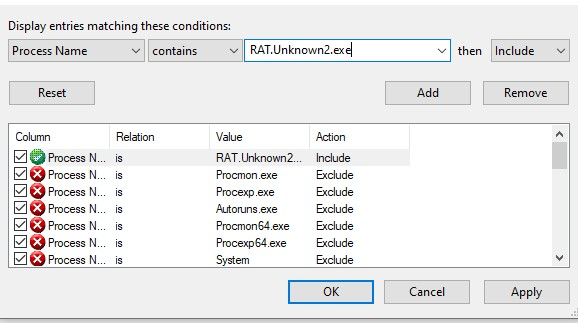 Display entries matching these conditions:
Process Name contains RAT.Unknown2.exe then Include
Reset Add Remove
Column Relation Value Action
Process N... is RAT.Unknown2... Include
Process N... is Procmon.exe Exclude
Process N... is Procexp.exe Exclude
Process N... is Autoruns.exe Exclude
Process N... is Procmon64.exe Exclude
Process N... is Procexp64.exe Exclude
Process N... is System Exclude
OK Cancel Apply